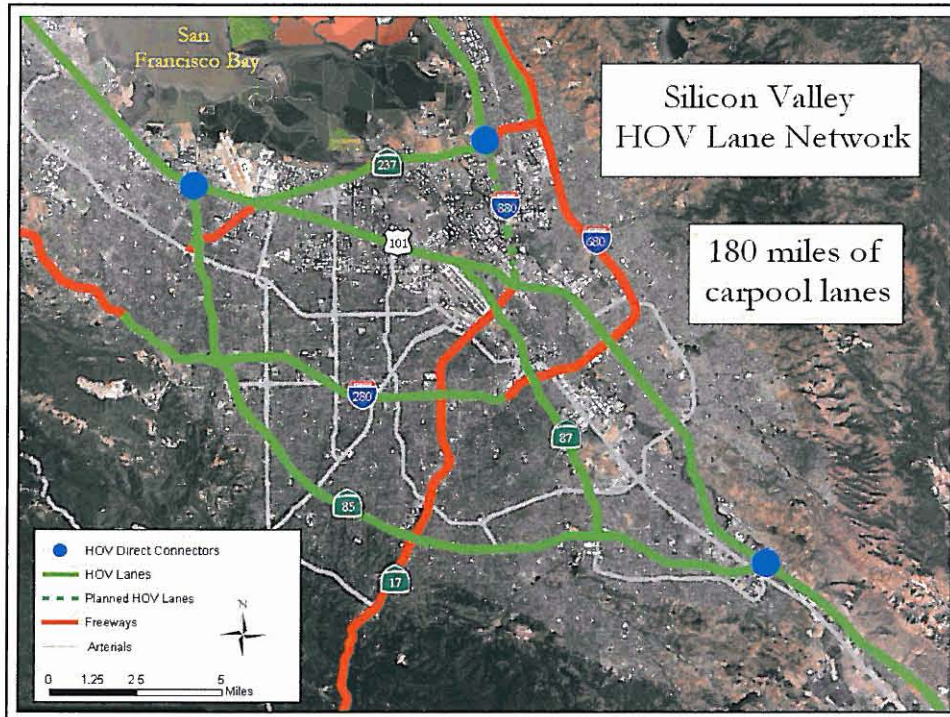 San
Francisco Bay
Silicon Valley
HOV Lane Network
180 miles of
carpool lanes
237
880
101
680
280
87
85
17
HOV Direct Connectors
HOV Lanes
Planned HOV Lanes
Freeways
Arterials
N
0 1.25 2.5 5
Miles